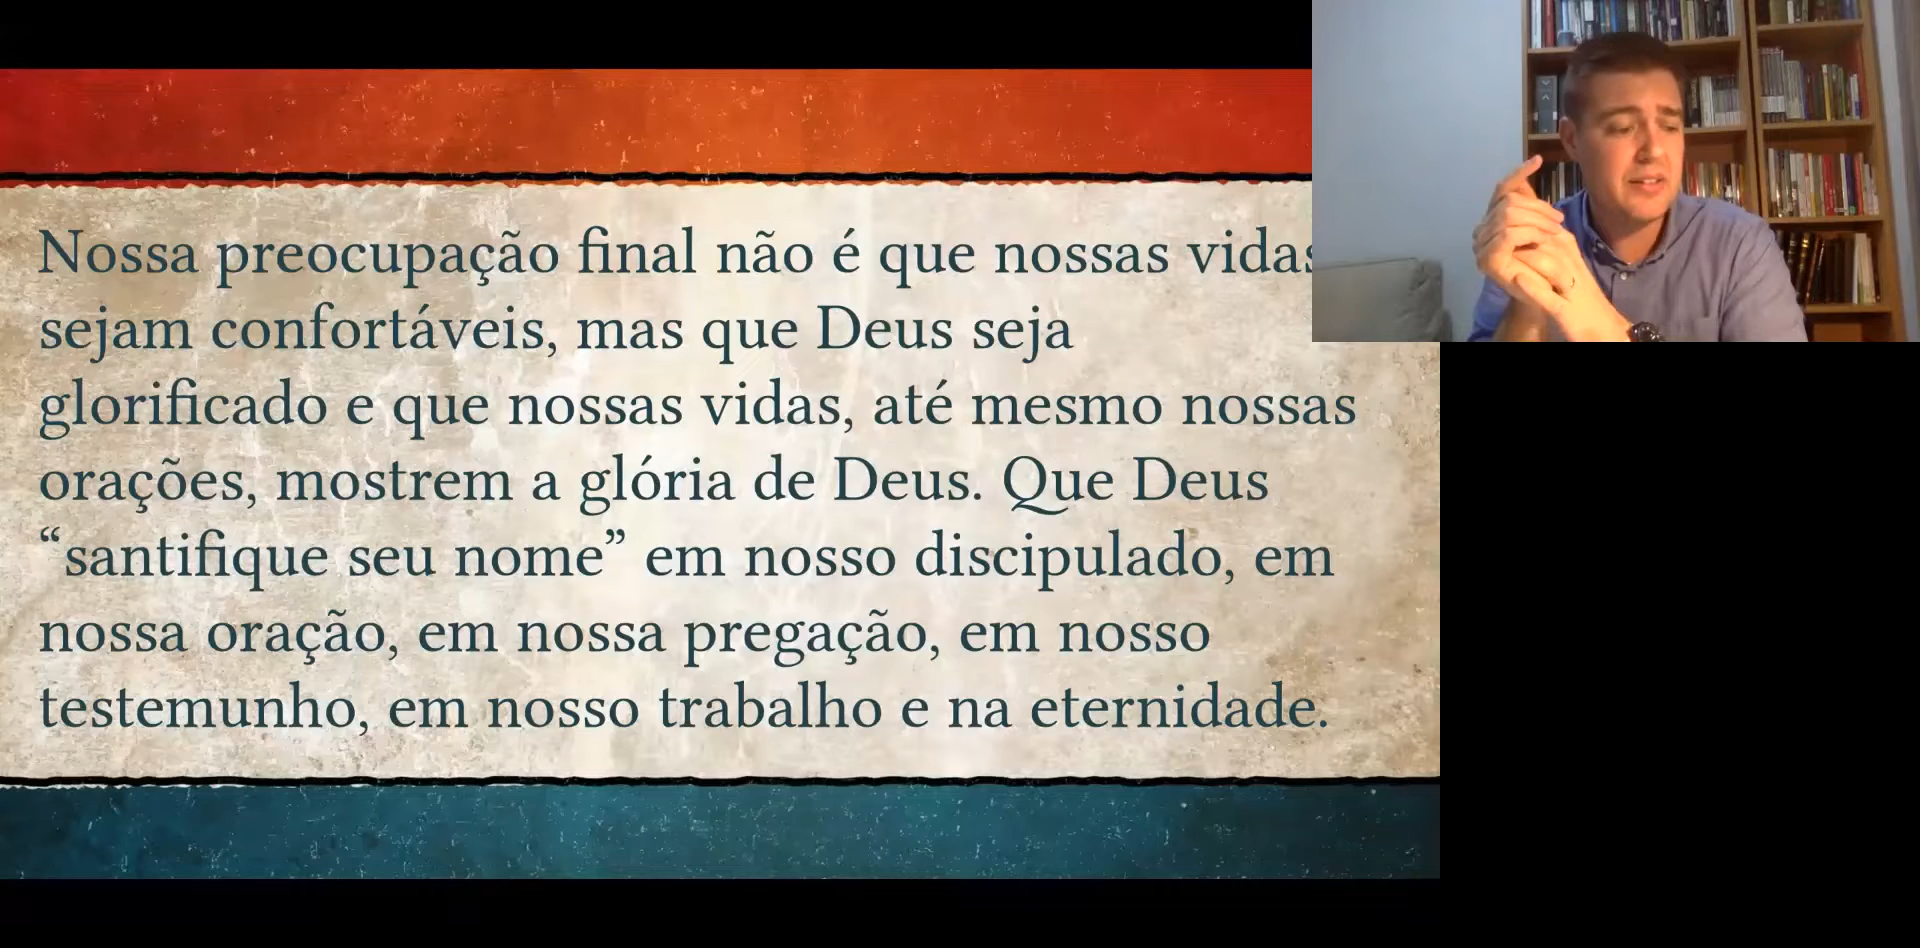 Nossa preocupação final não é que nossas vidas
sejam confortáveis, mas que Deus seja
glorificado e que nossas vidas, até mesmo nossas
orações, mostrem a glória de Deus. Que Deus
“santifique seu nome” em nosso discipulado, em
nossa oração, em nossa pregação, em nosso
testemunho, em nosso trabalho e na eternidade.